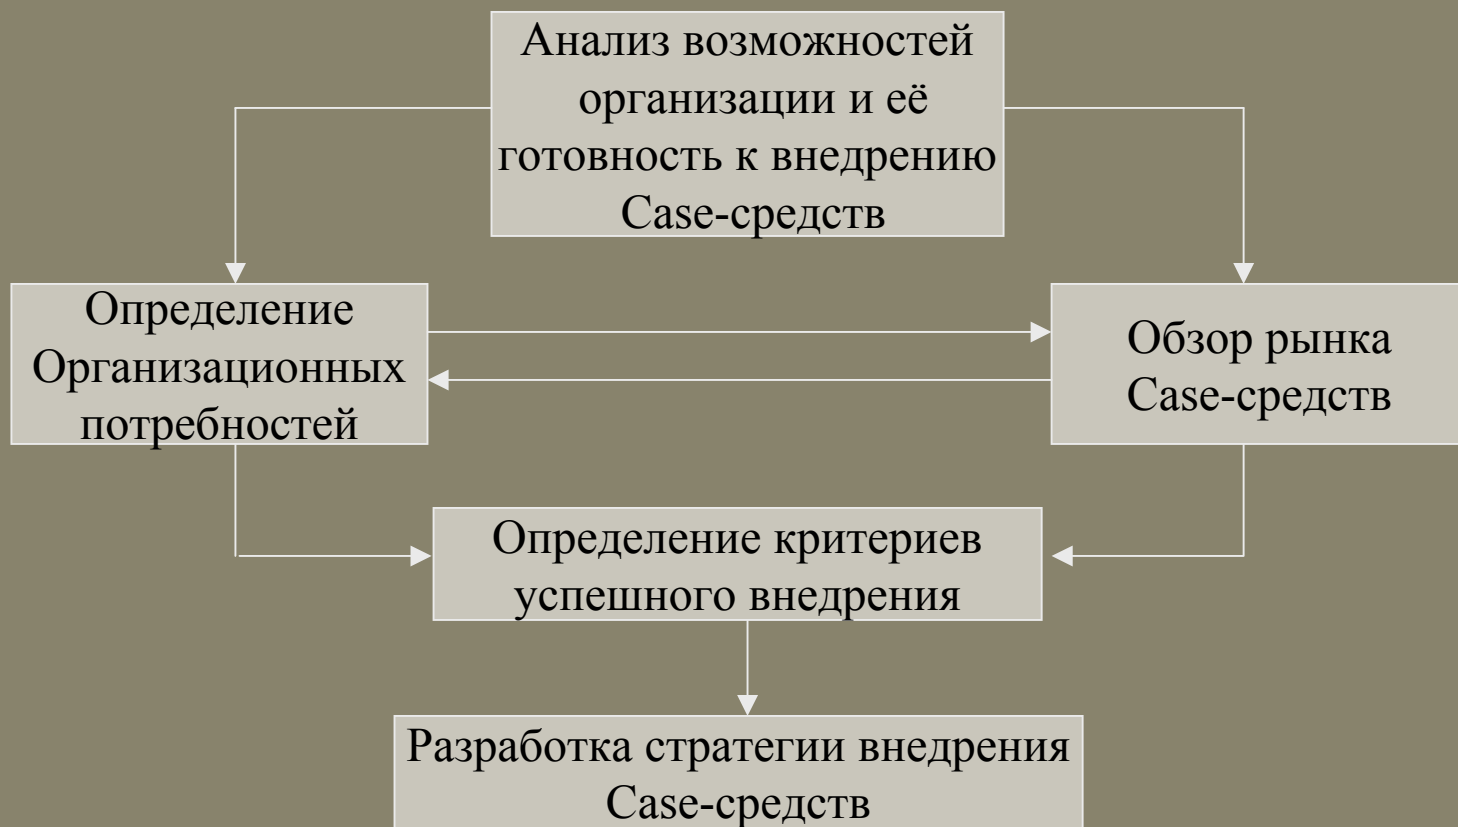 Анализ возможностей
организации и её
готовность к внедрению
Case-средств
Определение
Организационных
потребностей
Обзор рынка
Case-средств
Определение критериев
успешного внедрения
Разработка стратегии внедрения
Case-средств